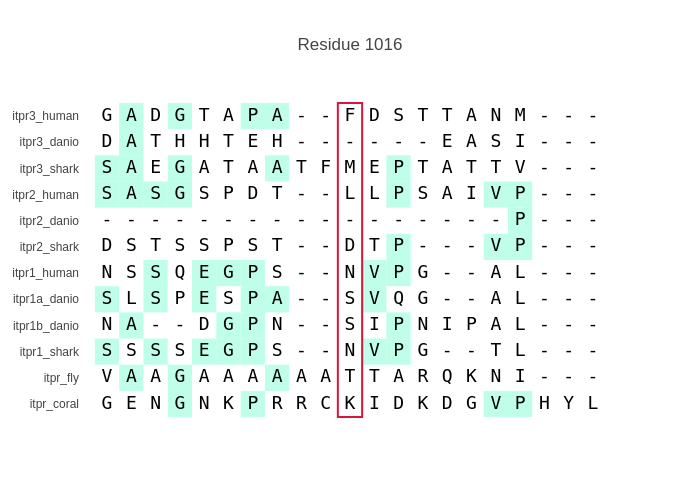 Residue 1016
itpr3_human G A D G T A P A - - F D S T T A N M - - -
itpr3_danio D A T H H T E H - - - - - - E A S I - - -
itpr3_shark S A E G A T A A T F M E P T A T T V - - -
itpr2_human S A S G S P D T - - L L P S A I V P - - -
itpr2_danio - - - - - - - - - - - - - - - - - P - - -
itpr2_shark D S T S S P S T - - D T P - - - V P - - -
itpr1_human N S S Q E G P S - - N V P G - - A L - - -
itpr1a_danio S L S P E S P A - - S V Q G - - A L - - -
itpr1b_danio N A - - D G P N - - S I P N I P A L - - -
itpr1_shark S S S S E G P S - - N V P G - - T L - - -
itpr_fly V A A G A A A A A A T T A R Q K N I - - -
itpr_coral G E N G N K P R R C K I D K D G V P H Y L